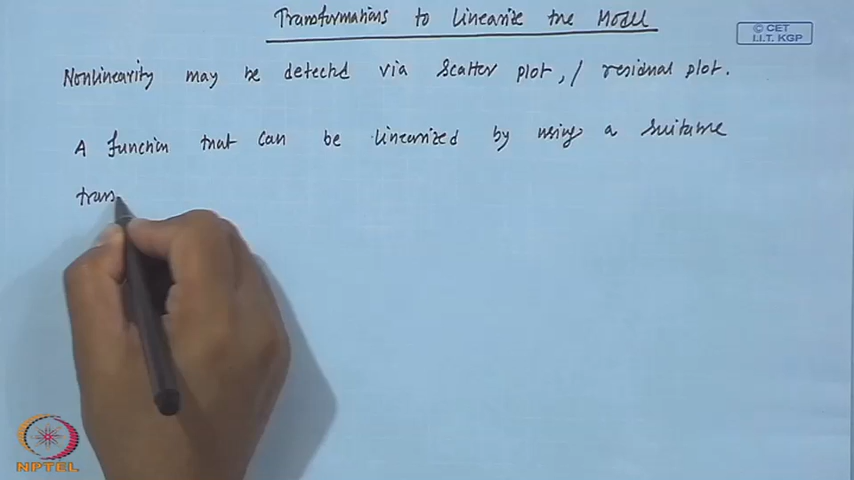 Transformations to linearize the Model
© CET
I.I.T. KGP
Nonlinearity may be detected via scatter plot, / residual plot.
A function that can be linearized by using a suitable
trans
NPTEL